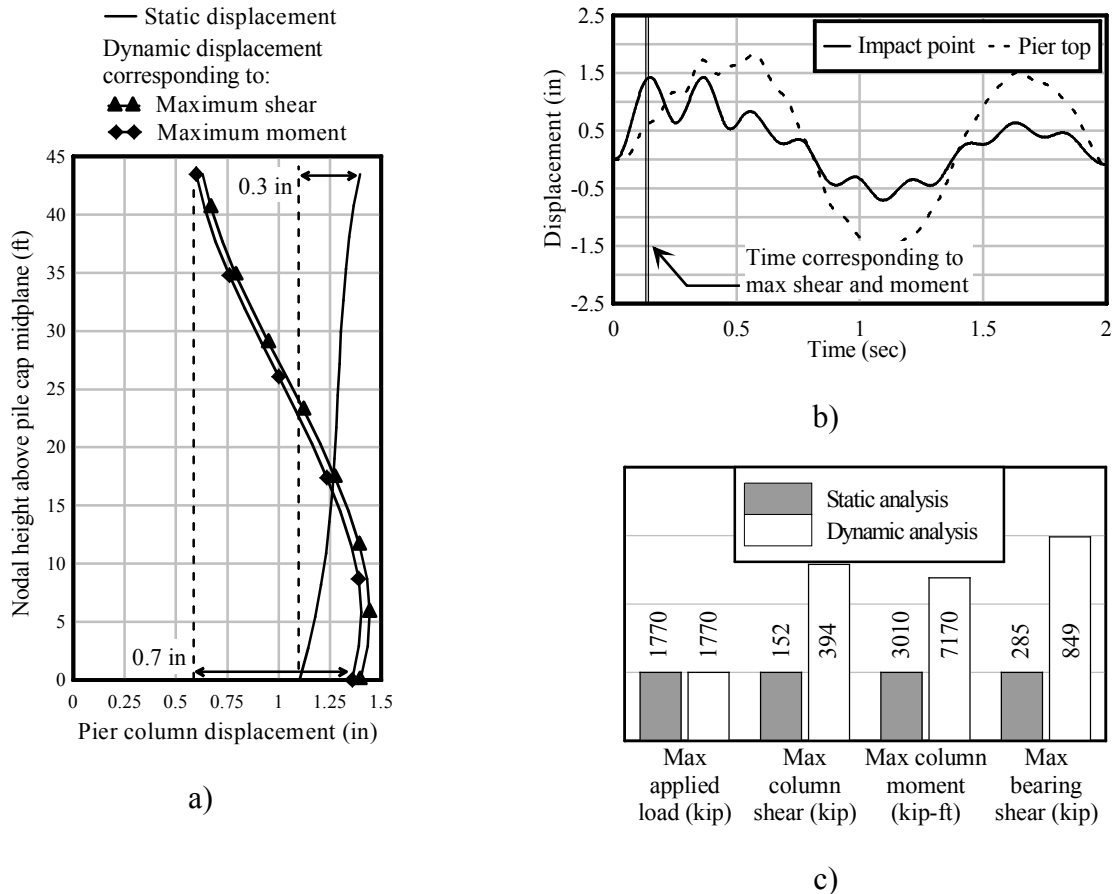 Static displacement
Dynamic displacement
corresponding to:
Maximum shear
Maximum moment
45
40
35
30
25
20
15
10
5
0
Nodal height above pile cap midplane (ft)
0.3 in
0.7 in
0
0.25
0.5
0.75
1
1.25
1.5
Pier column displacement (in)
a)
2.5
1.5
0.5
-0.5
-1.5
-2.5
Displacement (in)
Impact point
Pier top
Time corresponding to
max shear and moment
0
0.5
1
1.5
2
Time (sec)
b)
Static analysis
Dynamic analysis
1770
1770
152
394
3010
7170
285
849
Max
applied
load (kip)
Max
column
shear (kip)
Max column
moment
(kip-ft)
Max
bearing
shear (kip)
c)